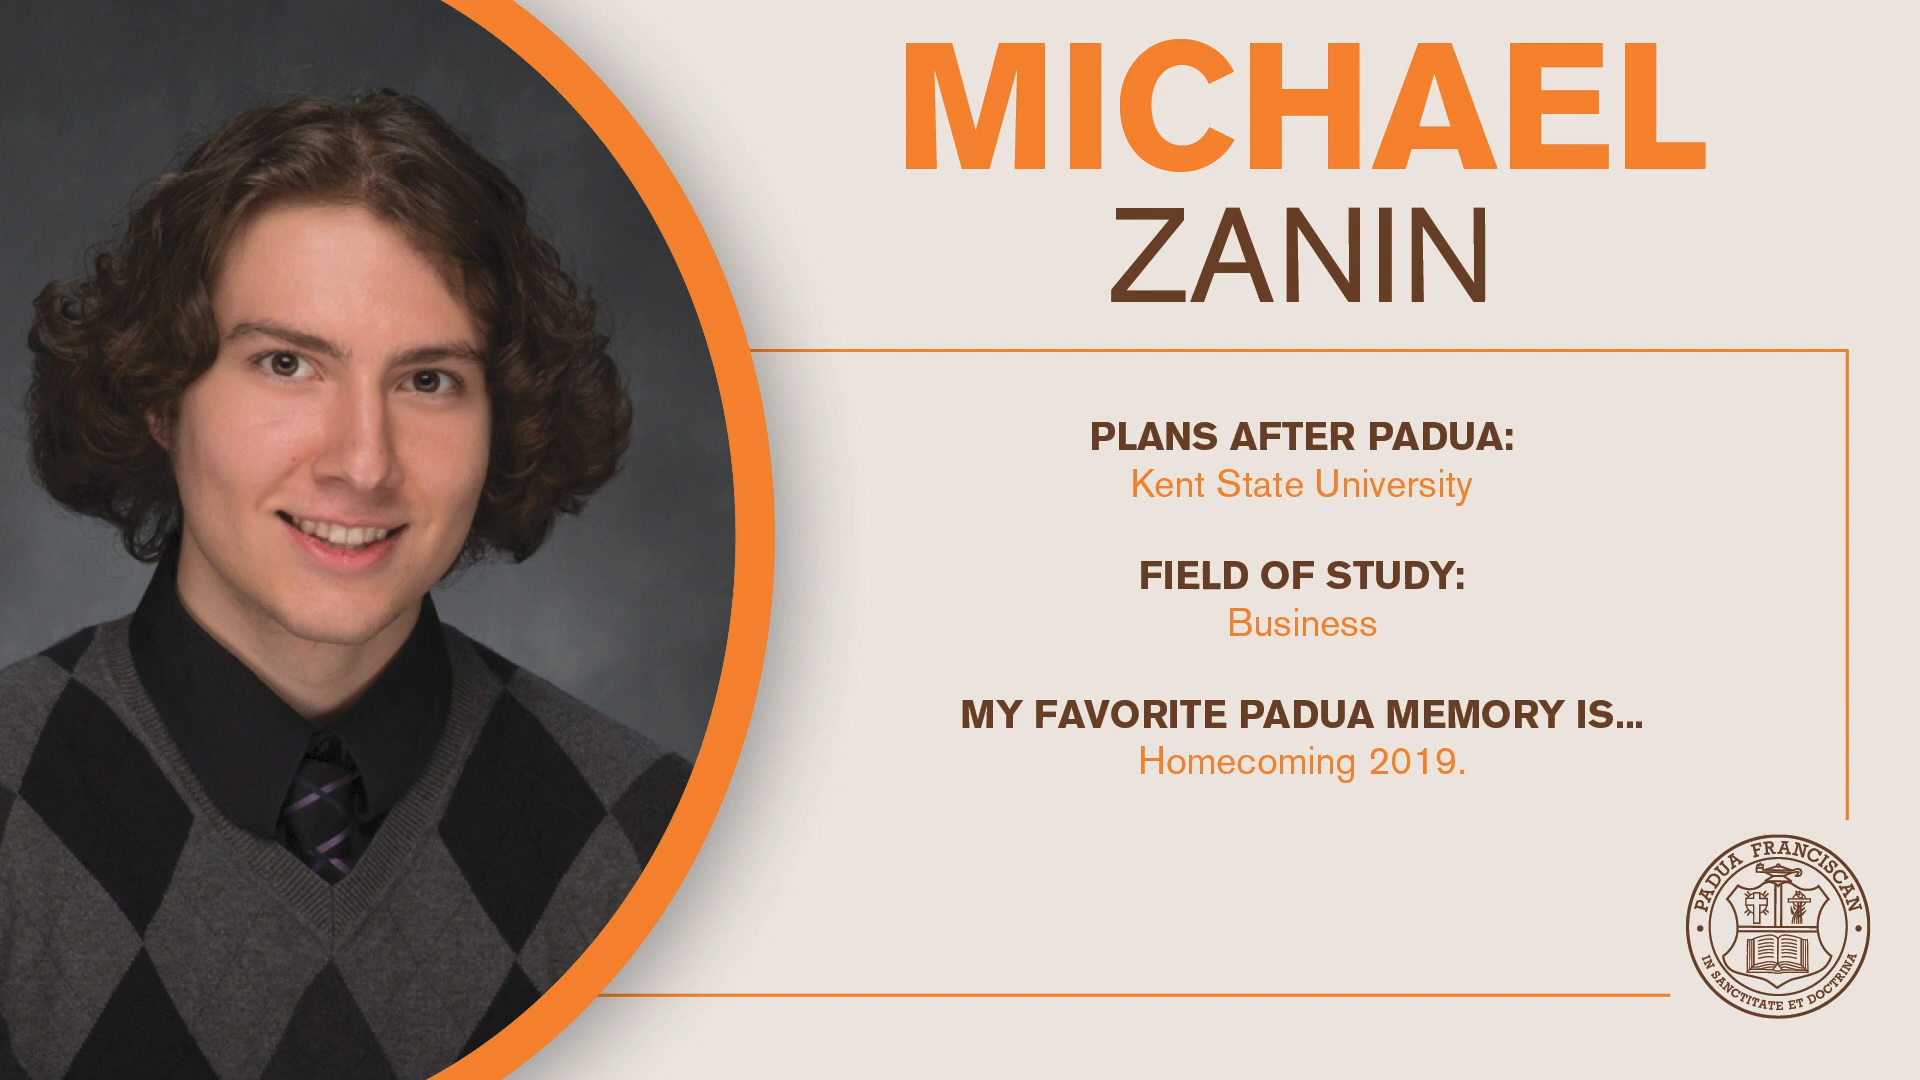 MICHAEL
ZANIN
PLANS AFTER PADUA:
Kent State University
FIELD OF STUDY:
Business
MY FAVORITE PADUA MEMORY IS...
Homecoming 2019.
PADUA FRANCISCAN
IN SANCTITATE ET DOCTRINA